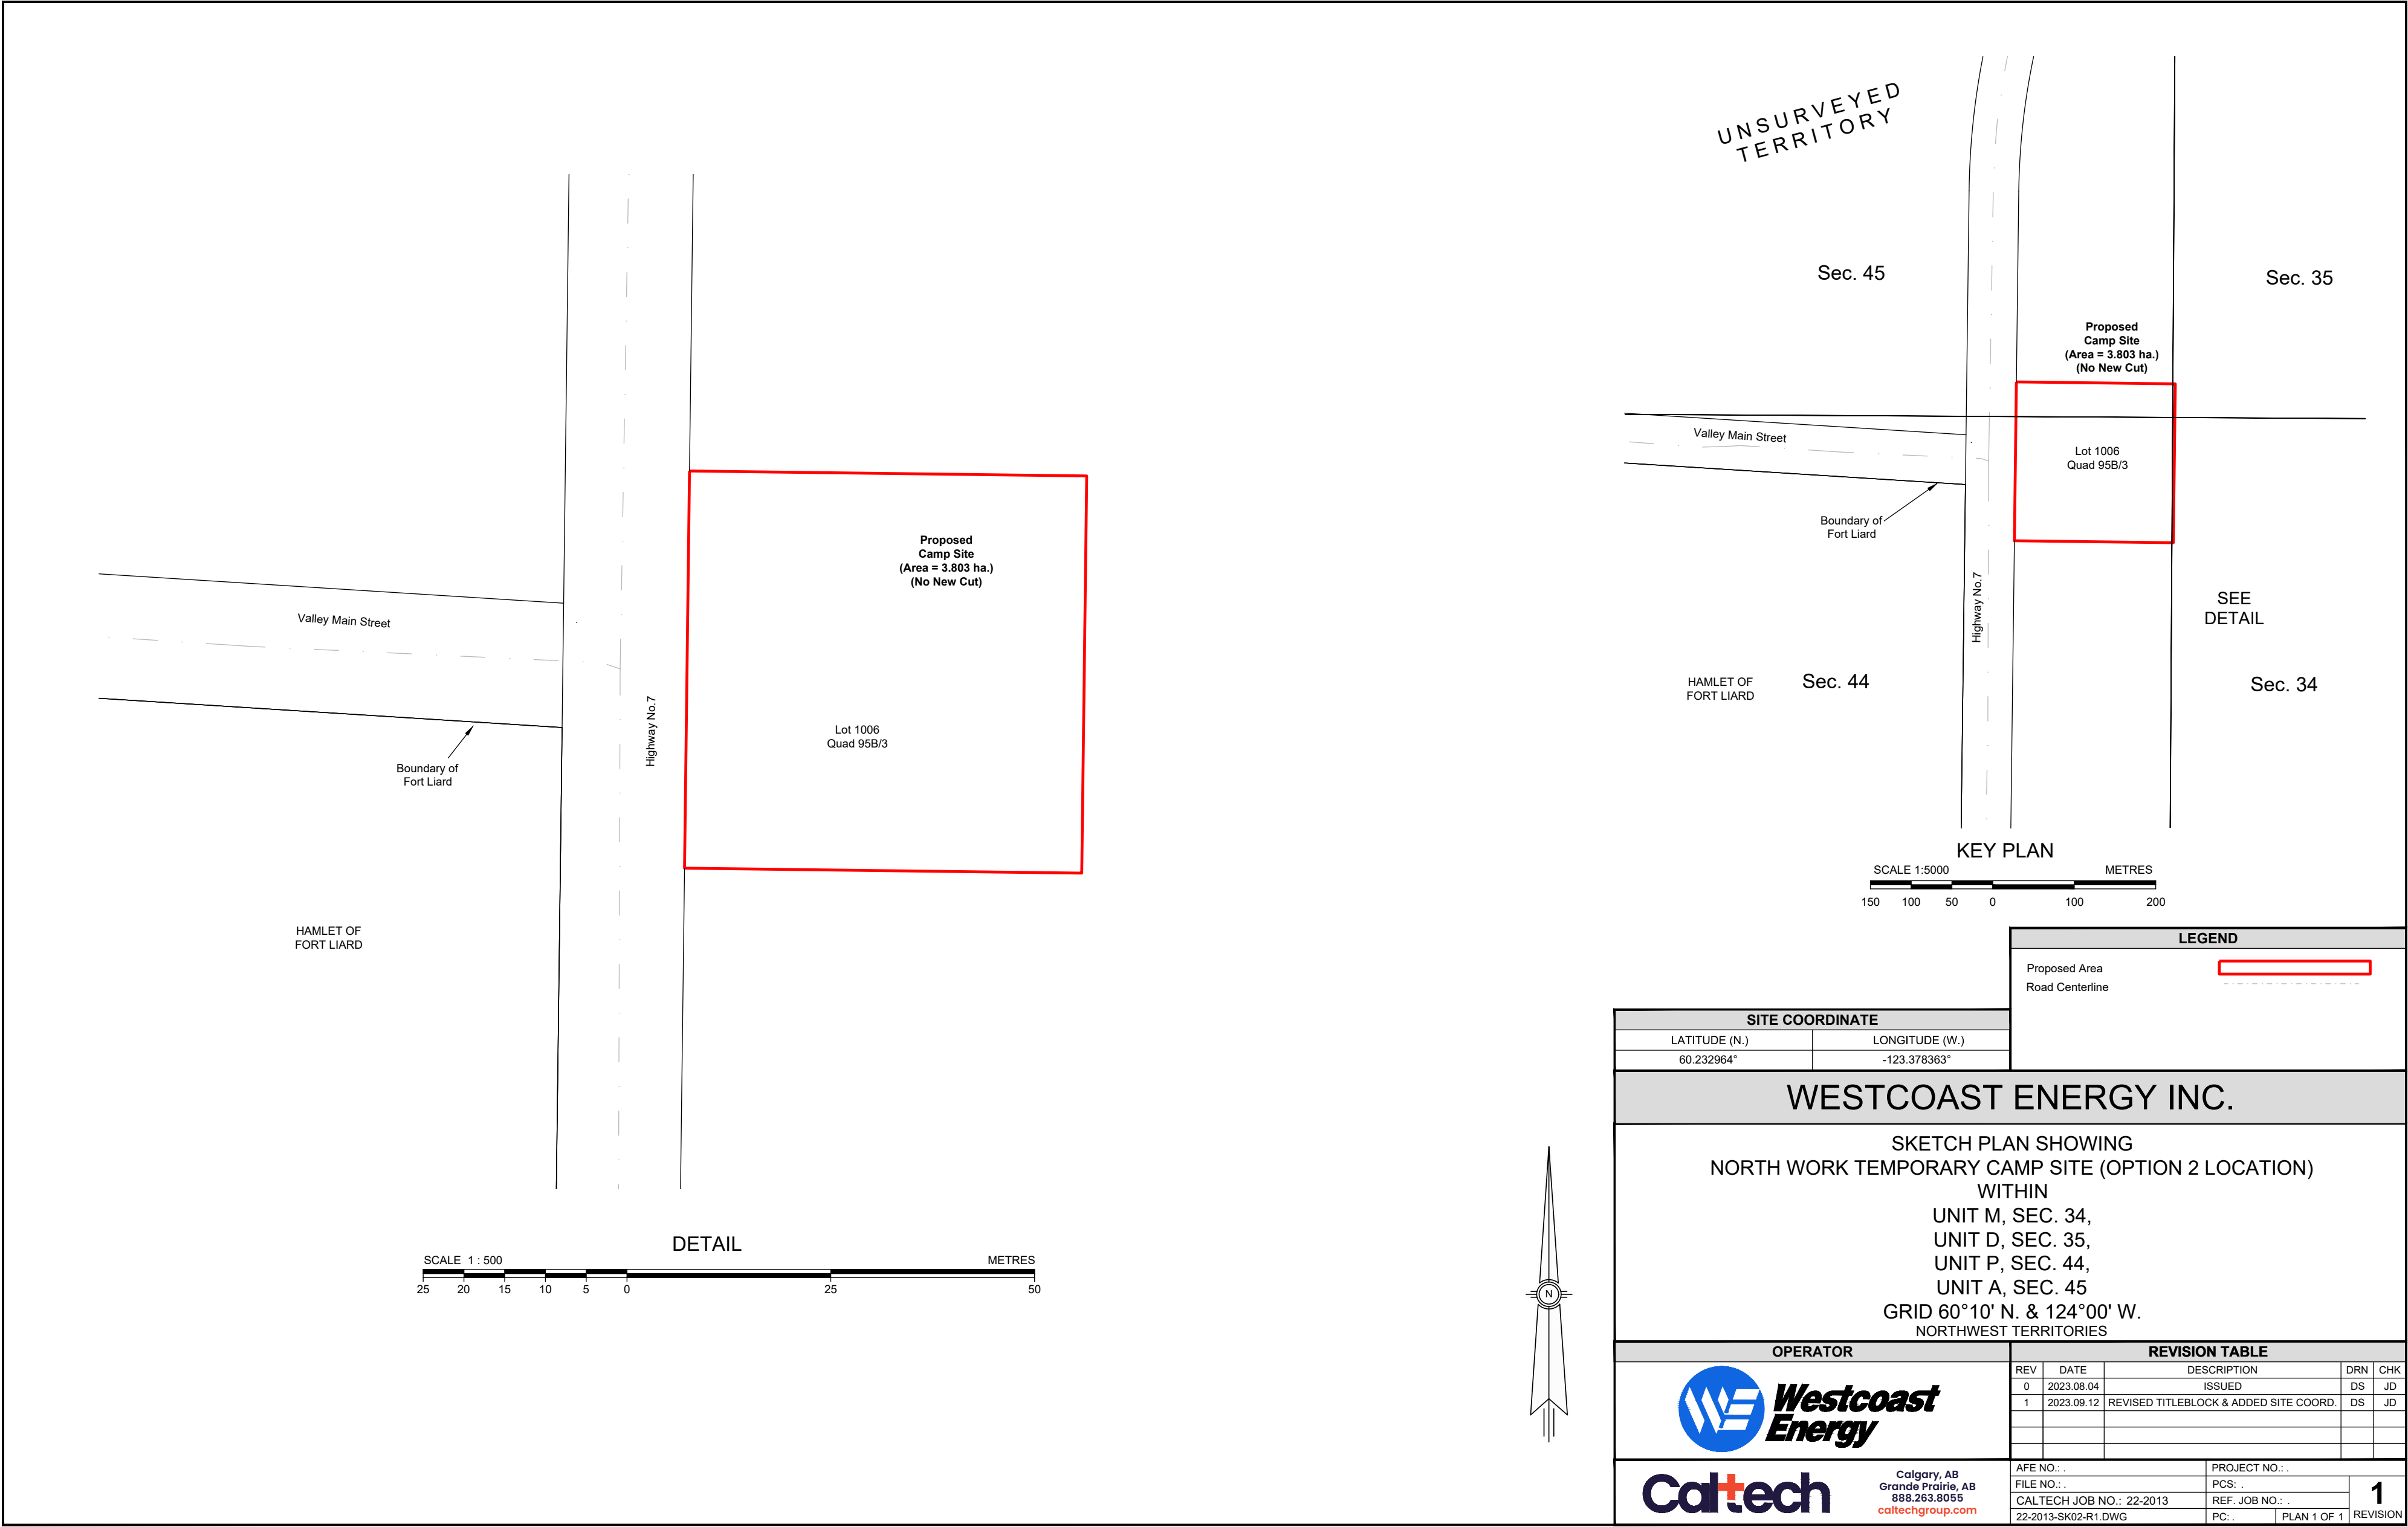 Valley Main Street
Boundary of
Fort Liard
HAMLET OF
FORT LIARD
Highway No.7
Proposed
Camp Site
(Area = 3.803 ha.)
(No New Cut)
Lot 1006
Quad 95B/3
DETAIL
SCALE 1 : 500 METRES
25 20 15 10 5 0 25 50
UNSURVEYED
TERRITORY
Sec. 45
Sec. 35
Proposed
Camp Site
(Area = 3.803 ha.)
(No New Cut)
Valley Main Street
Lot 1006
Quad 95B/3
Boundary of
Fort Liard
Highway No.7
SEE
DETAIL
HAMLET OF
FORT LIARD
Sec. 44
Sec. 34
KEY PLAN
SCALE 1:5000 METRES
150 100 50 0 100 200
LEGEND
Proposed Area
Road Centerline
SITE COORDINATE
LATITUDE (N.) LONGITUDE (W.)
60.232964° -123.378363°
WESTCOAST ENERGY INC.
SKETCH PLAN SHOWING
NORTH WORK TEMPORARY CAMP SITE (OPTION 2 LOCATION)
WITHIN
UNIT M, SEC. 34,
UNIT D, SEC. 35,
UNIT P, SEC. 44,
UNIT A, SEC. 45
GRID 60°10' N. & 124°00' W.
NORTHWEST TERRITORIES
N
OPERATOR
WE
Westcoast
Energy
REVISION TABLE
REV DATE DESCRIPTION DRN CHK
0 2023.08.04 ISSUED DS JD
1 2023.09.12 REVISED TITLEBLOCK & ADDED SITE COORD. DS JD
Caltech
Calgary, AB
Grande Prairie, AB
888.263.8055
caltechgroup.com
AFE NO.: . PROJECT NO.: .
FILE NO.: . PCS: .
CALTECH JOB NO.: 22-2013 REF. JOB NO.: .
22-2013-SK02-R1.DWG PC: . PLAN 1 OF 1
1
REVISION